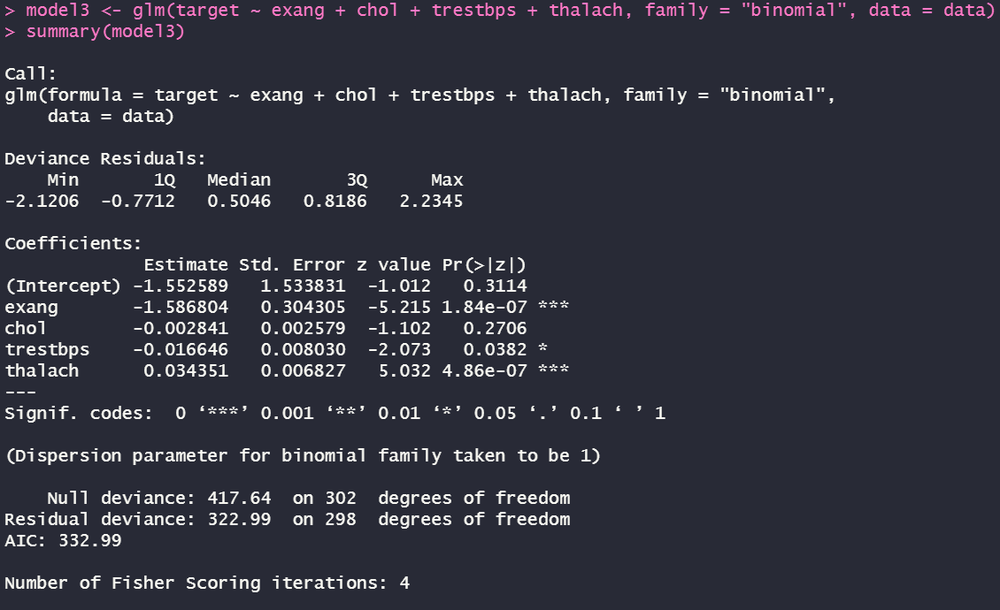 > model3 <- glm(target ~ exang + chol + trestbps + thalach, family = "binomial", data = data)
> summary(model3)

Call:
glm(formula = target ~ exang + chol + trestbps + thalach, family = "binomial",
    data = data)

Deviance Residuals:
    Min       1Q   Median       3Q      Max
-2.1206  -0.7712   0.5046   0.8186   2.2345

Coefficients:
             Estimate Std. Error z value Pr(>|z|)
(Intercept) -1.552589   1.533831  -1.012   0.3114
exang       -1.586804   0.304305  -5.215 1.84e-07 ***
chol        -0.002841   0.002579  -1.102   0.2706
trestbps    -0.016646   0.008030  -2.073   0.0382 *
thalach      0.034351   0.006827   5.032 4.86e-07 ***
---
Signif. codes:  0 ‘***’ 0.001 ‘**’ 0.01 ‘*’ 0.05 ‘.’ 0.1 ‘ ’ 1

(Dispersion parameter for binomial family taken to be 1)

    Null deviance: 417.64  on 302  degrees of freedom
Residual deviance: 322.99  on 298  degrees of freedom
AIC: 332.99

Number of Fisher Scoring iterations: 4